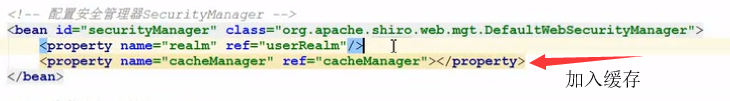 <!-- 配置安全管理器SecurityManager -->
<bean id="securityManager" class="org.apache.shiro.web.mgt.DefaultWebSecurityManager">
<property name="realm" ref="userRealm"/>
<property name="cacheManager" ref="cacheManager"></property>
加入缓存
</bean>